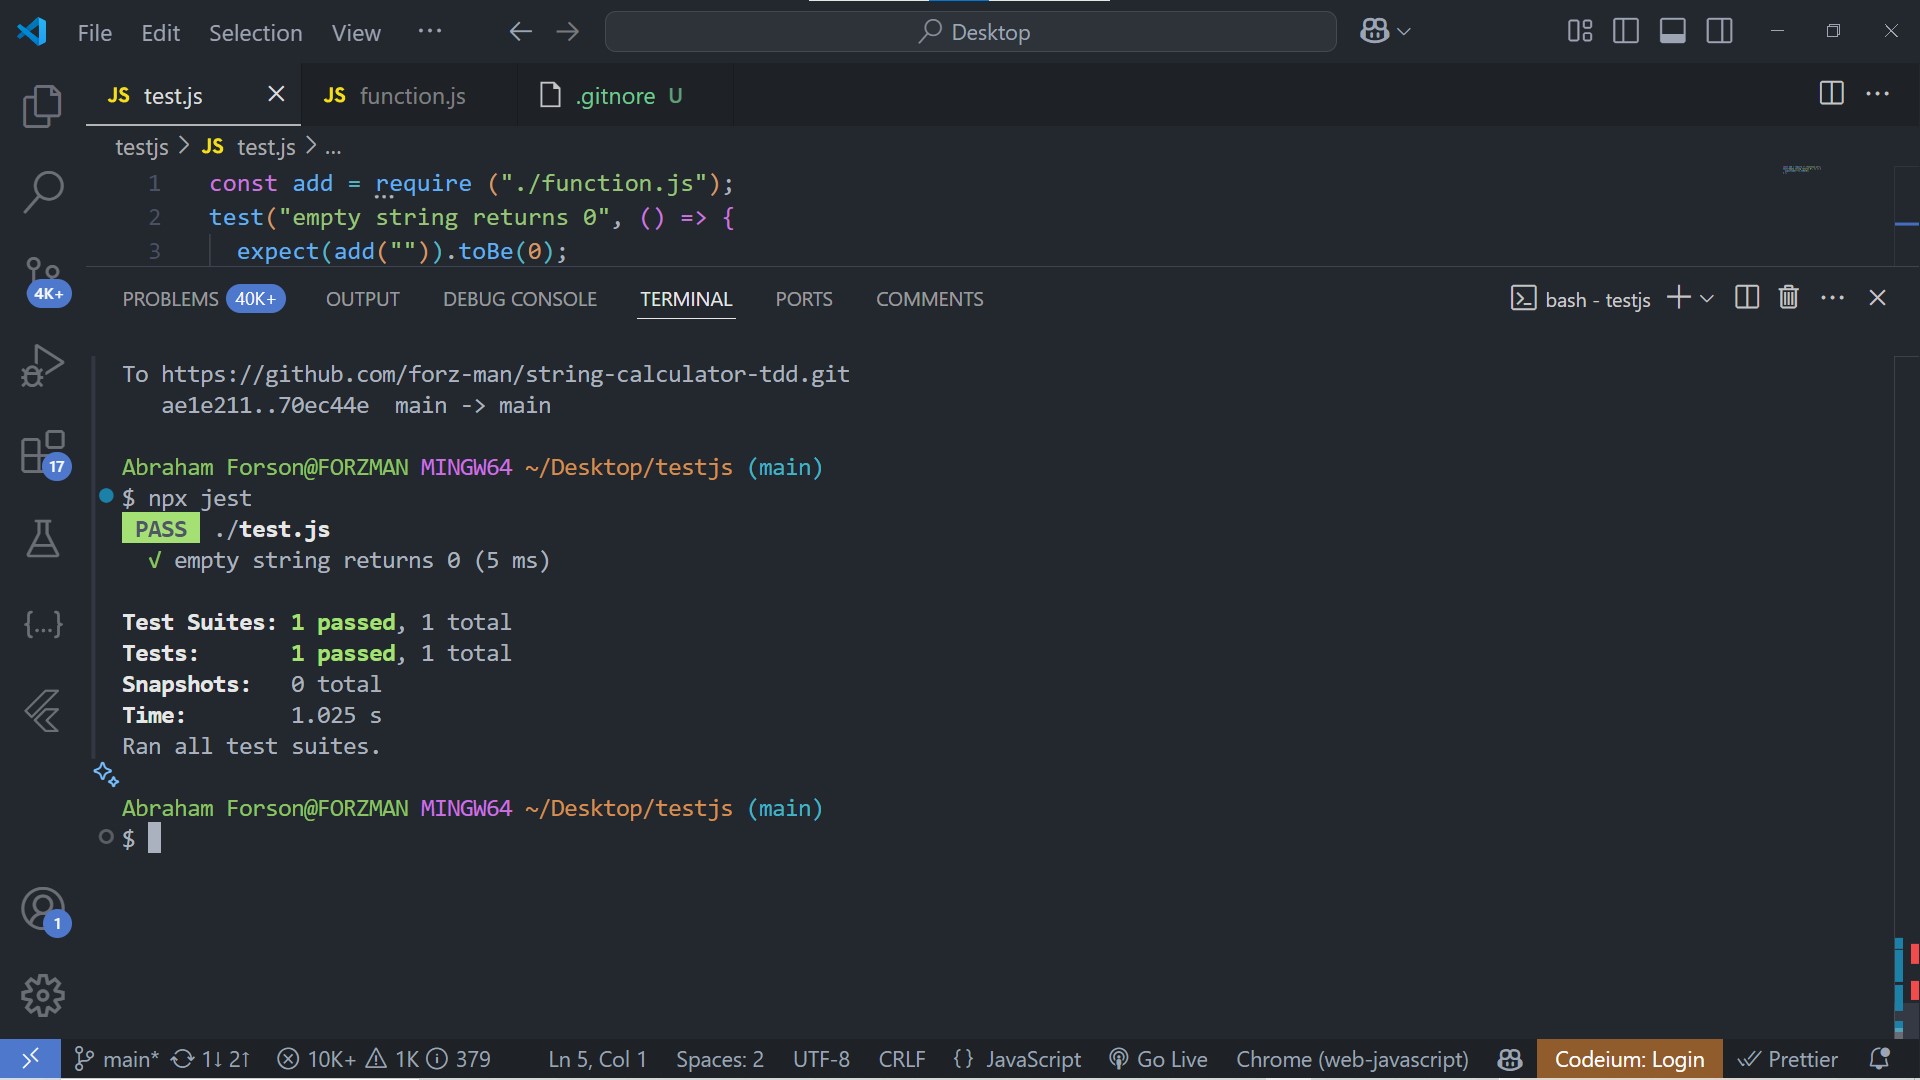 File Edit Selection View ··· Desktop
JS test.js JS function.js .gitnore U ···
testjs > JS test.js > ...
1 const add = require ("./function.js");
2 test("empty string returns 0", () => {
3 expect(add("")).toBe(0);
PROBLEMS 40K+ OUTPUT DEBUG CONSOLE TERMINAL PORTS COMMENTS bash - testjs ···
4K+
17
{...}
1
To https://github.com/forz-man/string-calculator-tdd.git
ae1e211..70ec44e main -> main
Abraham Forson@FORZMAN MINGW64 ~/Desktop/testjs (main)
$ npx jest
PASS ./test.js
√ empty string returns 0 (5 ms)
Test Suites: 1 passed, 1 total
Tests: 1 passed, 1 total
Snapshots: 0 total
Time: 1.025 s
Ran all test suites.
Abraham Forson@FORZMAN MINGW64 ~/Desktop/testjs (main)
$
main* 1↓ 2↑ 10K+ 1K 379 Ln 5, Col 1 Spaces: 2 UTF-8 CRLF {} JavaScript Go Live Chrome (web-javascript) Codeium: Login Prettier